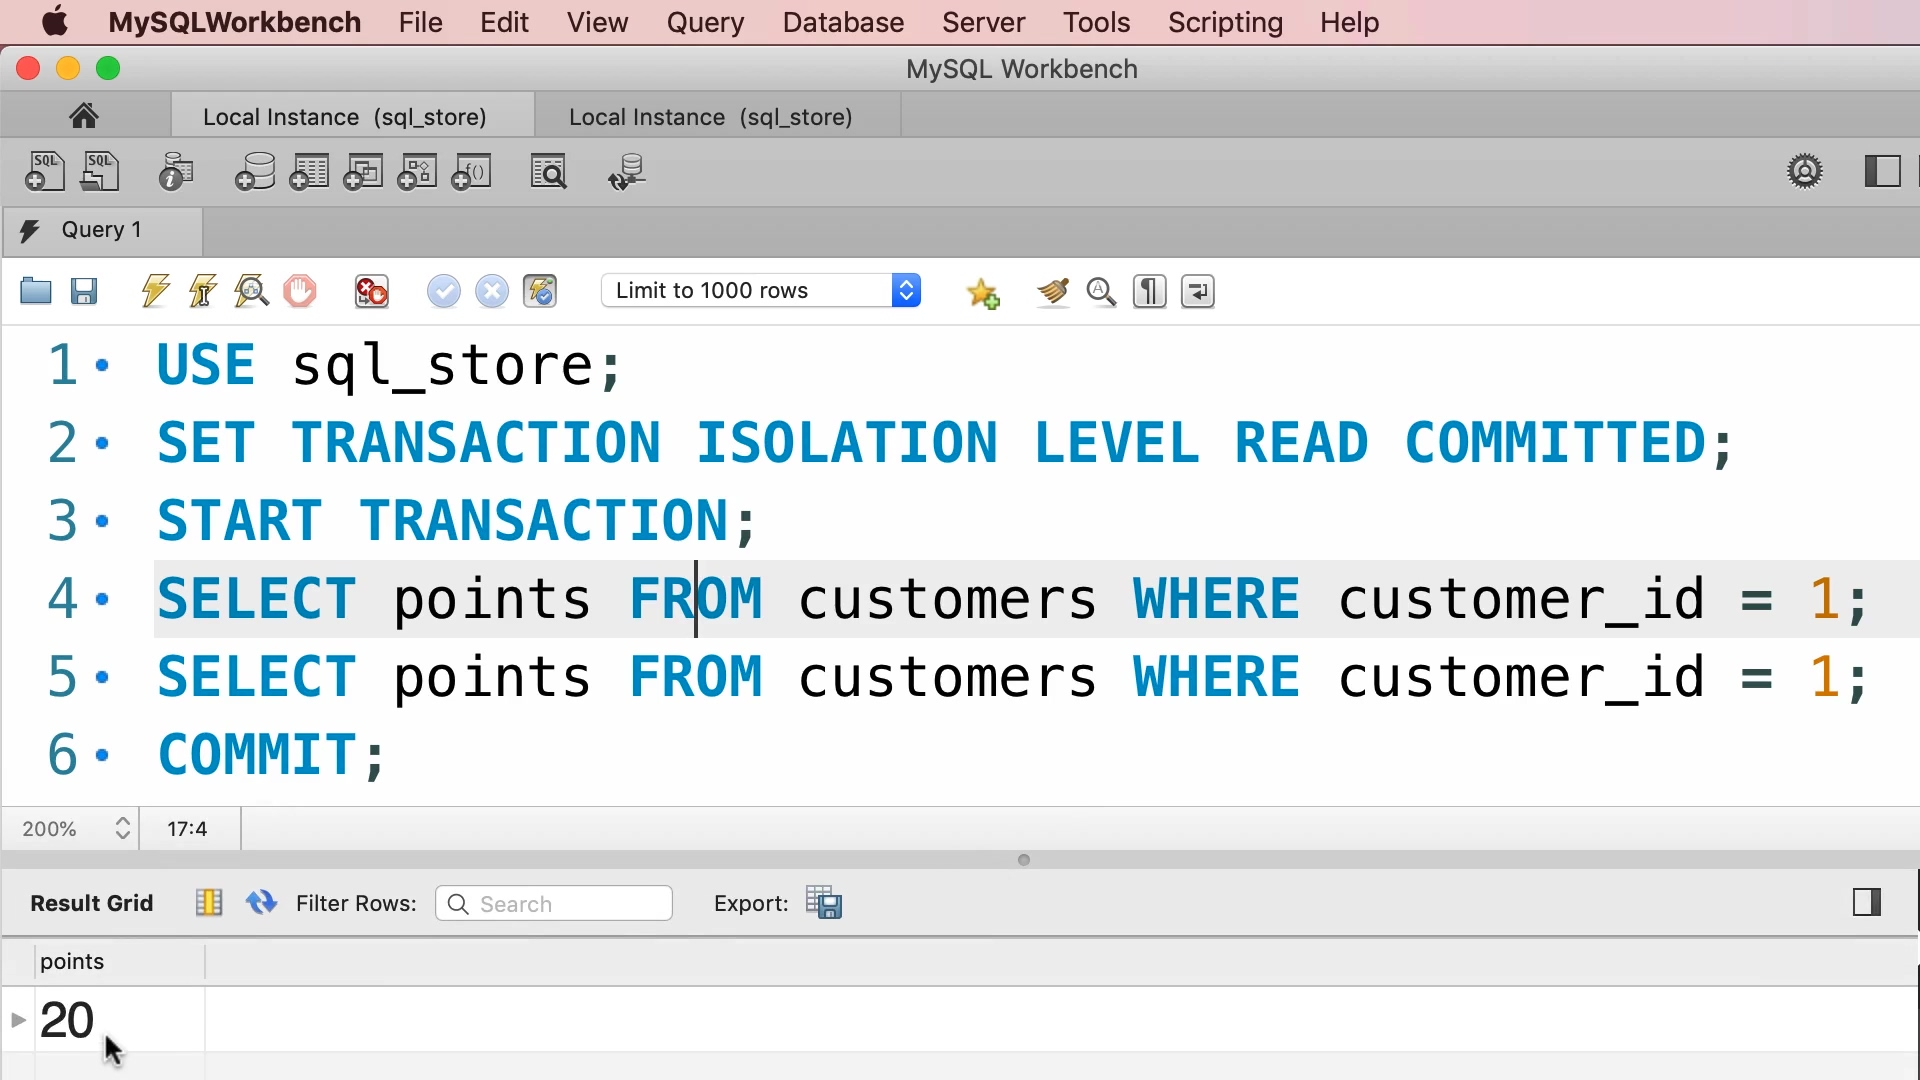 MySQLWorkbench File Edit View Query Database Server Tools Scripting Help
MySQL Workbench
Local Instance (sql_store) Local Instance (sql_store)
SQL SQL
Query 1
Limit to 1000 rows
1 USE sql_store;
2 SET TRANSACTION ISOLATION LEVEL READ COMMITTED;
3 START TRANSACTION;
4 SELECT points FROM customers WHERE customer_id = 1;
5 SELECT points FROM customers WHERE customer_id = 1;
6 COMMIT;
200% 17:4
Result Grid Filter Rows: Search Export:
points
20